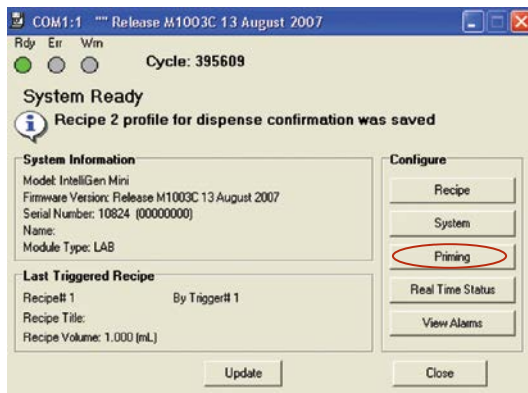 COM1:1 "" Release M1003C 13 August 2007
Rdy Err Wrn
Cycle: 395609
System Ready
Recipe 2 profile for dispense confirmation was saved
System Information
Model: IntelliGen Mini
Firmware Version: Release M1003C 13 August 2007
Serial Number: 10824 (00000000)
Name:
Module Type: LAB
Last Triggered Recipe
Recipe# 1 By Trigger# 1
Recipe Title:
Recipe Volume: 1.000 (mL)
Configure
Recipe
System
Priming
Real Time Status
View Alarms
Update
Close